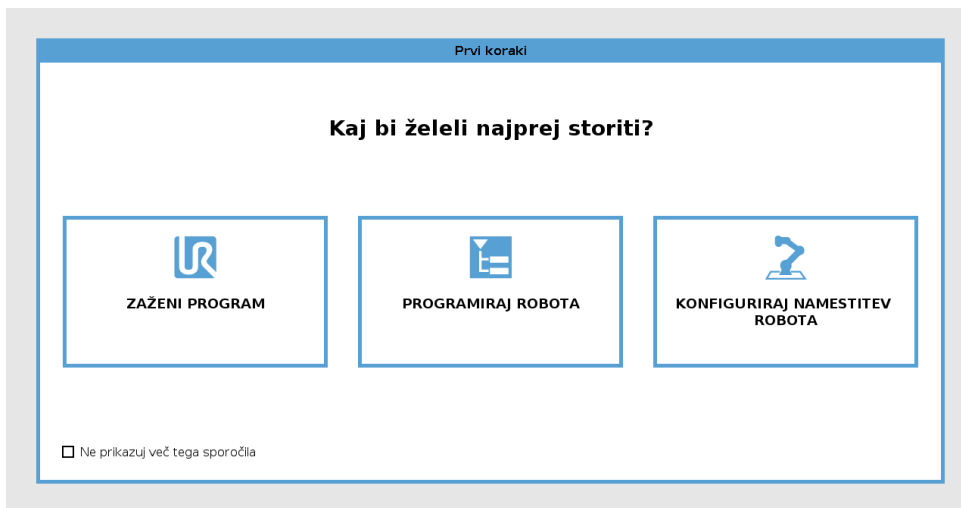 Prvi koraki
Kaj bi želeli najprej storiti?
ZAŽENI PROGRAM
PROGRAMIRAJ ROBOTA
KONFIGURIRAJ NAMESTITEV
ROBOTA
Ne prikazuj več tega sporočila